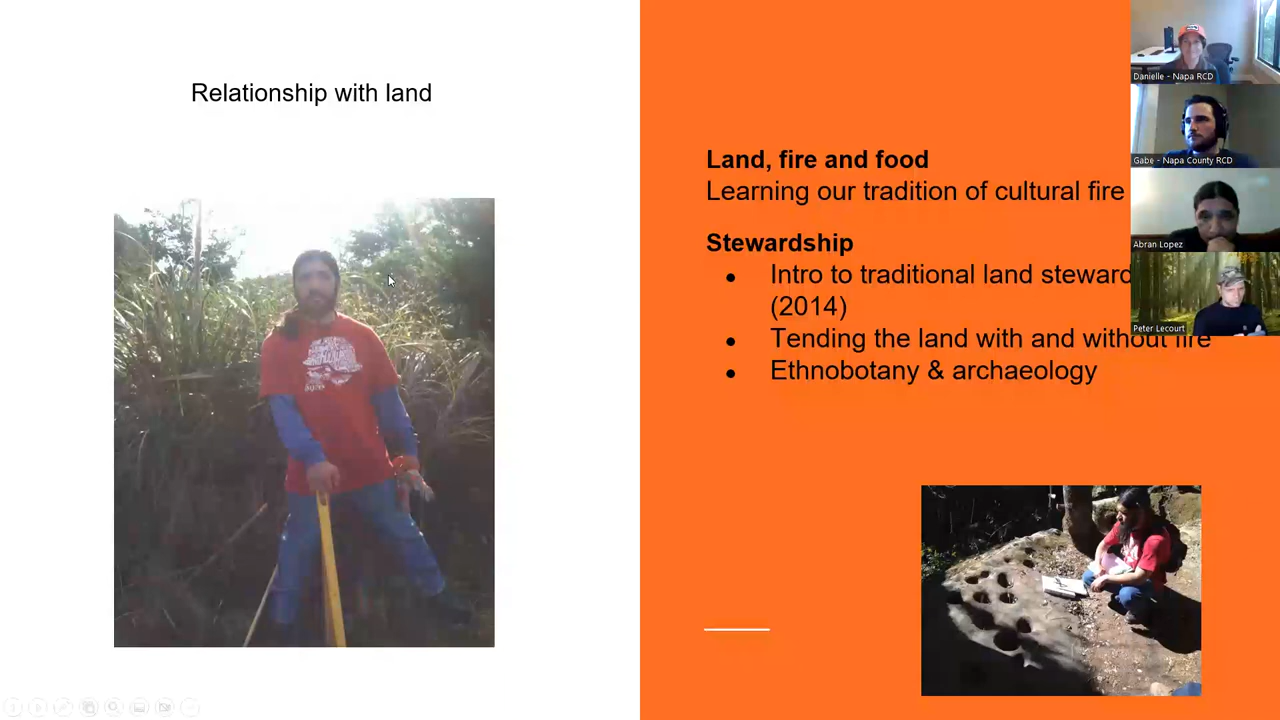 Relationship with land
Land, fire and food
Learning our tradition of cultural fire
Stewardship
Intro to traditional land steward
(2014)
Tending the land with and without fire
Ethnobotany & archaeology
Danielle - Napa RCD
Gabe - Napa County RCD
Abran Lopez
Peter Lecourt